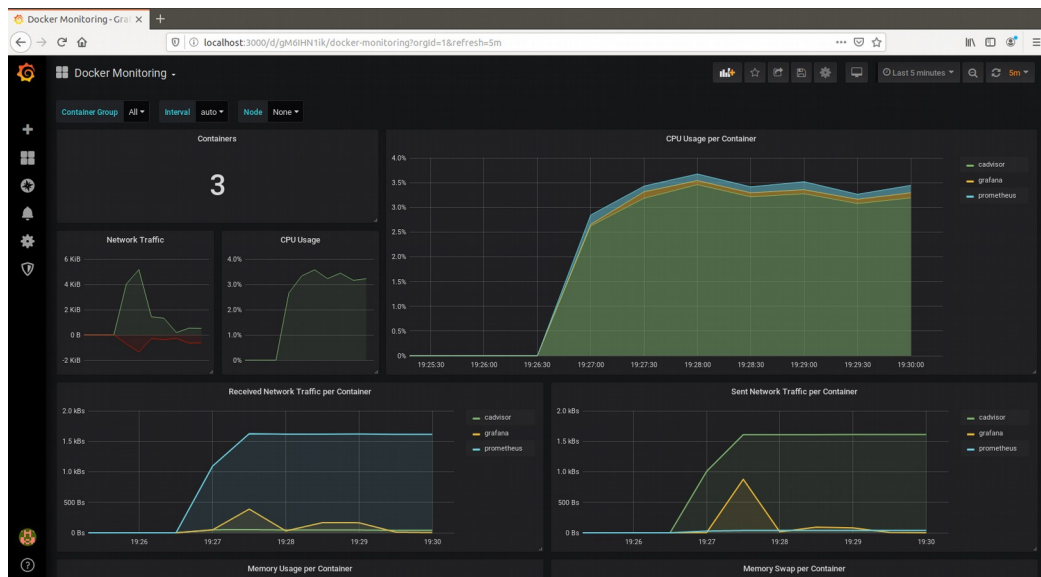 Docker Monitoring - Gra
localhost:3000/d/gM6IHN1ik/docker-monitoring?orgId=1&refresh=5m
Docker Monitoring
Last 5 minutes
5m
Container Group All Interval auto Node None
Containers
3
CPU Usage per Container
4.0%
3.5%
3.0%
2.5%
2.0%
1.5%
1.0%
0.5%
0%
19:25:30 19:26:00 19:26:30 19:27:00 19:27:30 19:28:00 19:28:30 19:29:00 19:29:30 19:30:00
cadvisor
grafana
prometheus
Network Traffic
6 KiB
4 KiB
2 KiB
0 B
-2 KiB
CPU Usage
4.0%
3.0%
2.0%
1.0%
0%
Received Network Traffic per Container
2.0 kBs
1.5 kBs
1.0 kBs
500 Bs
0 Bs
19:26 19:27 19:28 19:29 19:30
cadvisor
grafana
prometheus
Sent Network Traffic per Container
2.0 kBs
1.5 kBs
1.0 kBs
500 Bs
0 Bs
19:26 19:27 19:28 19:29 19:30
cadvisor
grafana
prometheus
Memory Usage per Container
Memory Swap per Container